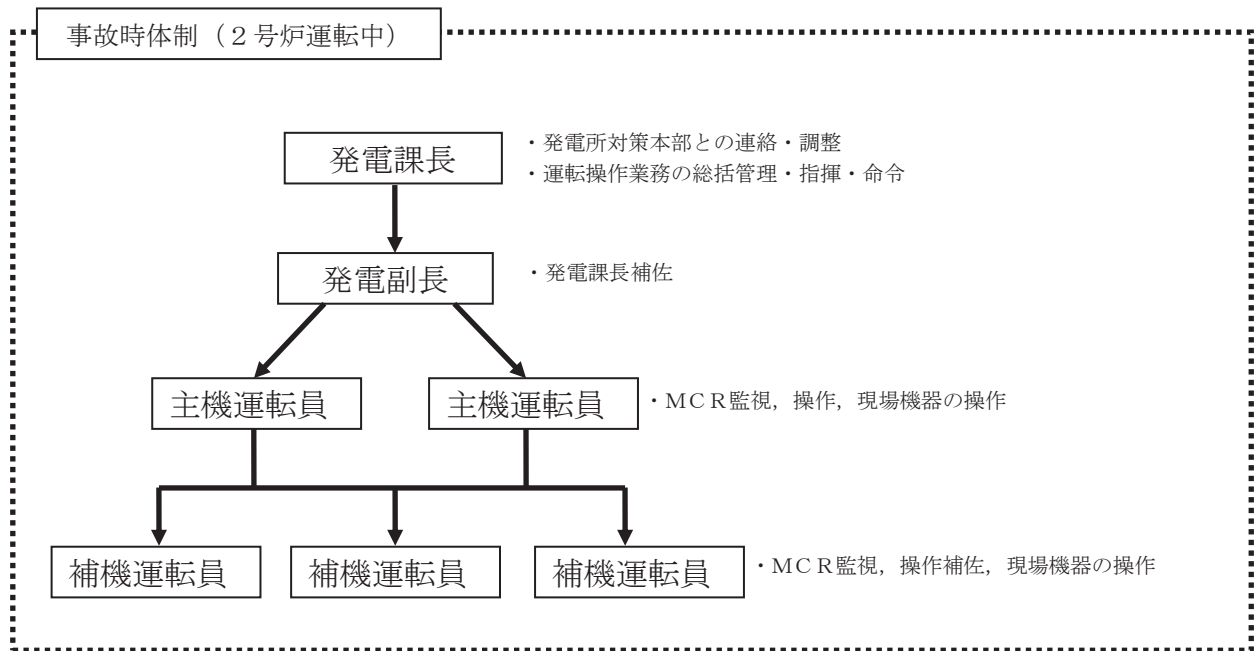 事故時体制（２号炉運転中）
発電課長
・発電所対策本部との連絡・調整
・運転操作業務の総括管理・指揮・命令
発電副長
・発電課長補佐
主機運転員
主機運転員
・ＭＣＲ監視，操作，現場機器の操作
補機運転員
補機運転員
補機運転員
・ＭＣＲ監視，操作補佐，現場機器の操作